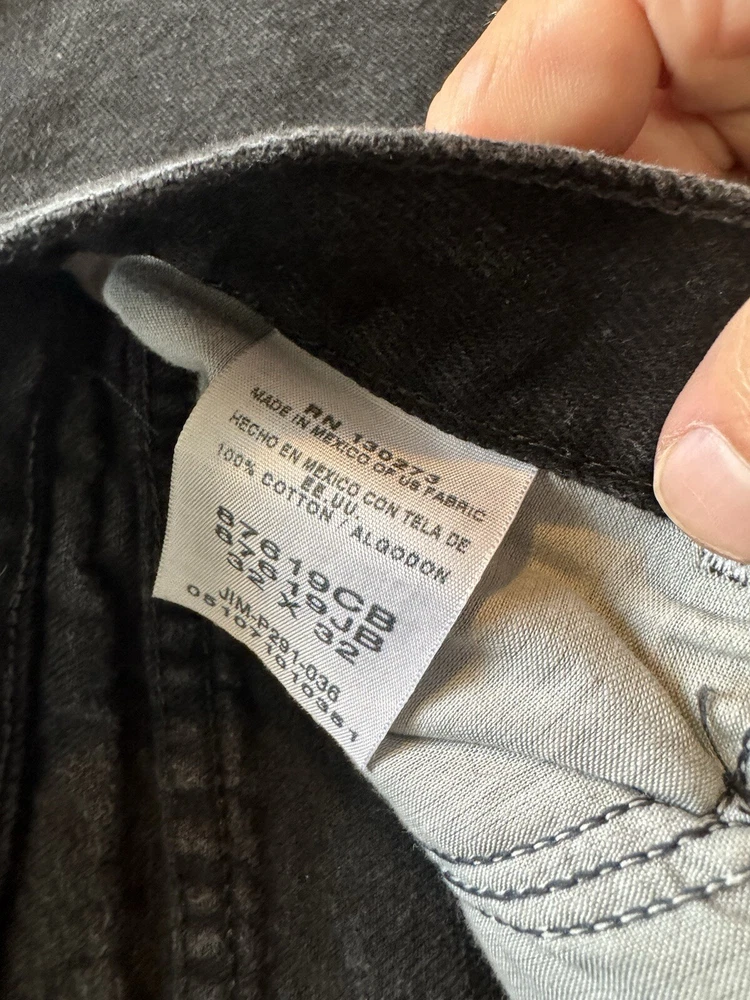 RN 130273
MADE IN MEXICO OF US FABRIC
HECHO EN MEXICO CON TELA DE
EE.UU.
100% COTTON / ALGODON
87619CB
87619JB
32 X 32
JIM-P291-036
051071010351